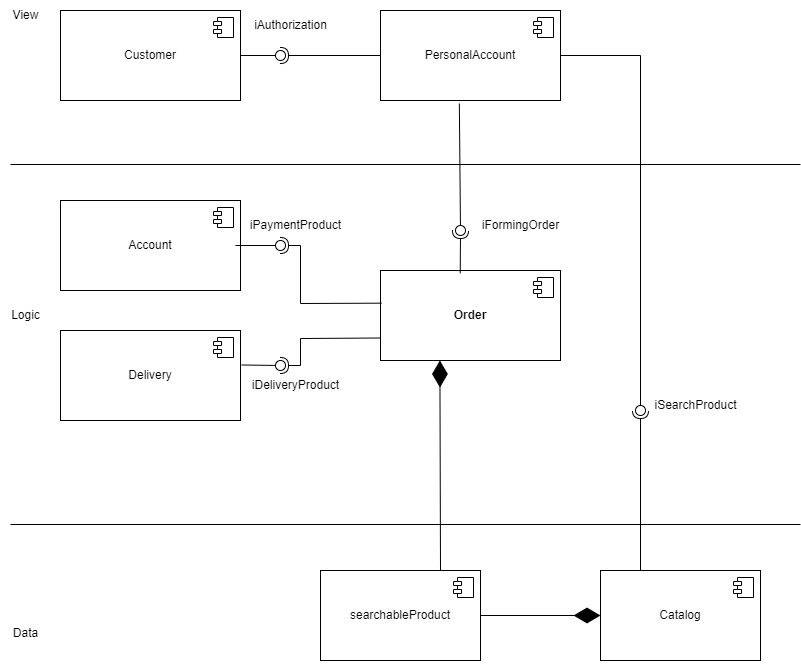 View
iAuthorization
Customer
PersonalAccount
Account
iPaymentProduct
iFormingOrder
Logic
Order
Delivery
iDeliveryProduct
iSearchProduct
searchableProduct
Catalog
Data